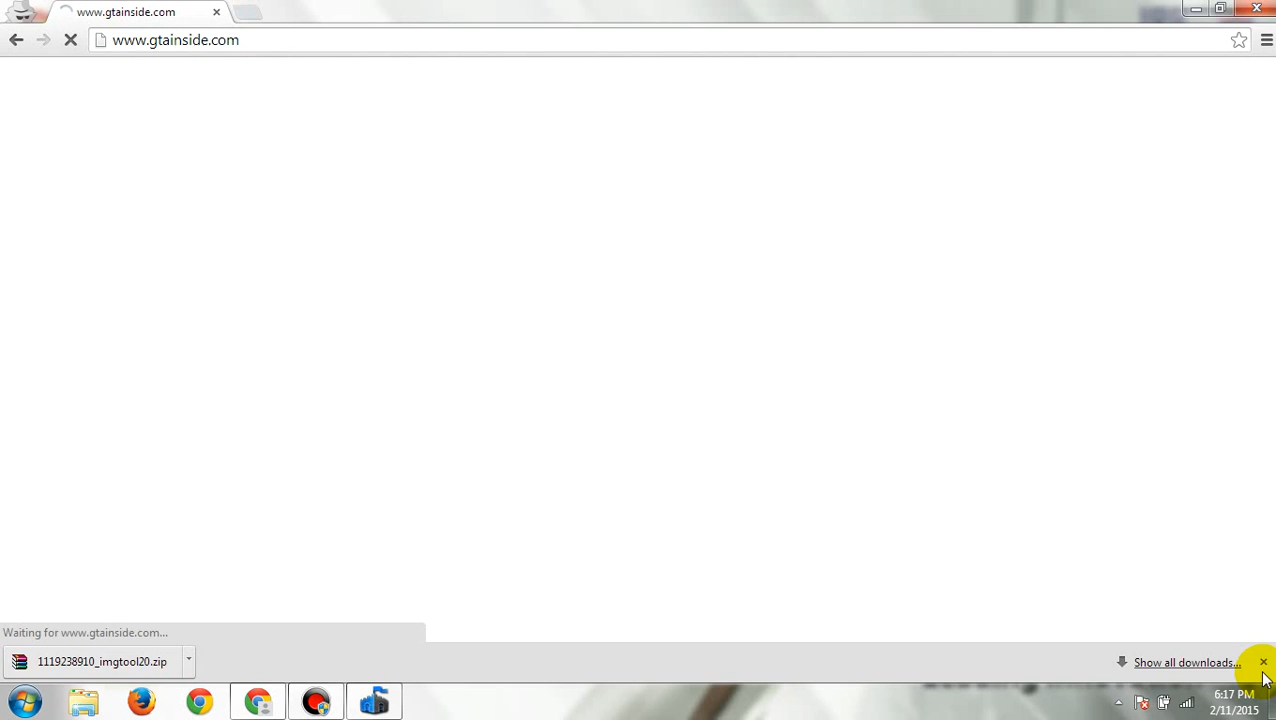 www.gtainside.com
www.gtainside.com
Waiting for www.gtainside.com...
1119238910_imgtool20.zip
Show all downloads...
6:17 PM
2/11/2015